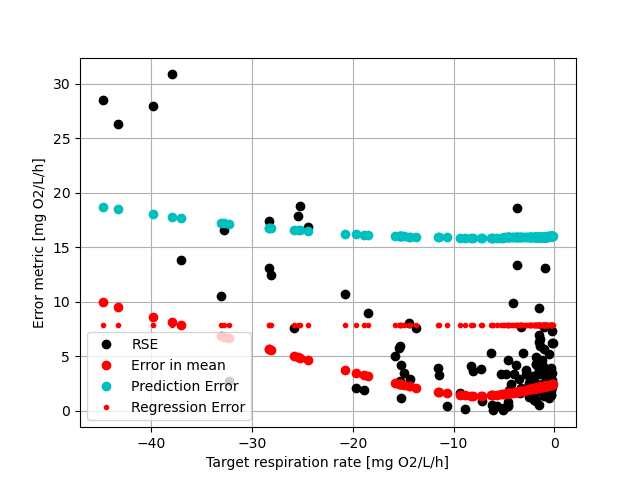 30
25
20
15
10
5
0
Error metric [mg O2/L/h]
RSE
Error in mean
Prediction Error
Regression Error
−40
−30
−20
−10
0
Target respiration rate [mg O2/L/h]